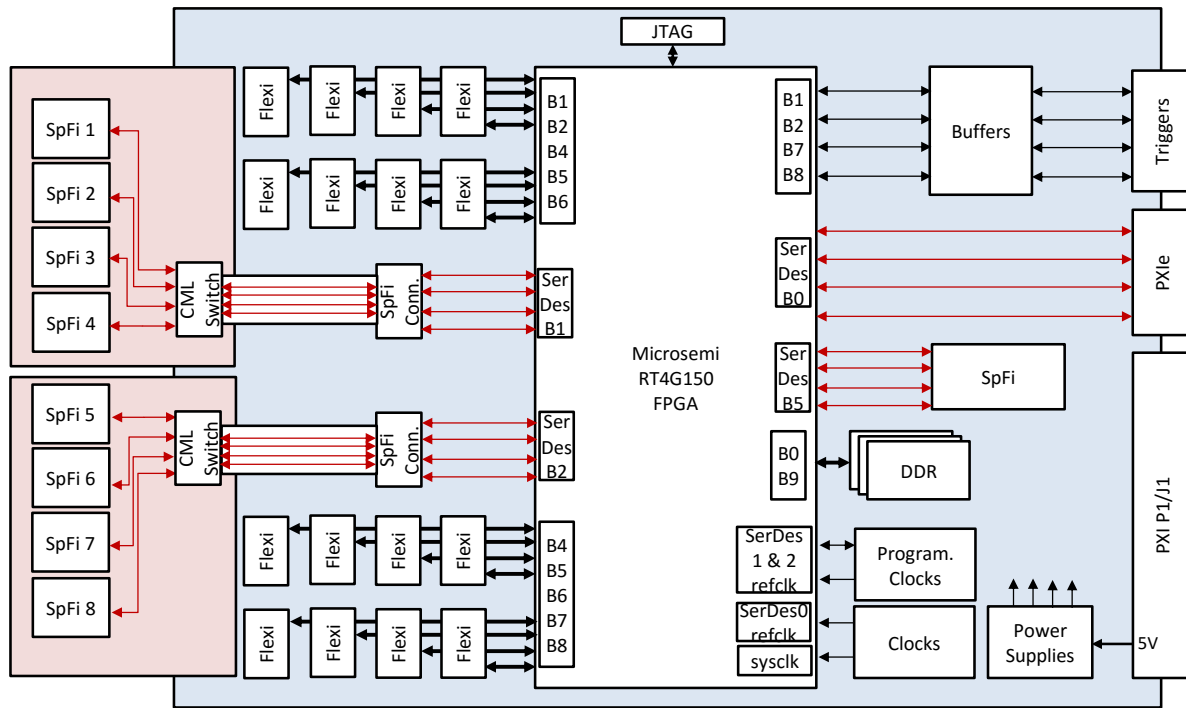 JTAG
Flexi
Flexi
Flexi
Flexi
B1
B2
B4
B5
B6
B1
B2
B7
B8
Buffers
Triggers
SpFi 1
SpFi 2
SpFi 3
SpFi 4
Flexi
Flexi
Flexi
Flexi
CML
Switch
SpFi
Conn.
Ser
Des
B1
Ser
Des
B0
PXIe
Microsemi
RT4G150
FPGA
Ser
Des
B5
SpFi
SpFi 5
SpFi 6
SpFi 7
SpFi 8
CML
Switch
SpFi
Conn.
Ser
Des
B2
B0
B9
DDR
PXI P1/J1
Flexi
Flexi
Flexi
Flexi
B4
B5
B6
B7
B8
SerDes
1 & 2
refclk
Program.
Clocks
Flexi
Flexi
Flexi
Flexi
SerDes0
refclk
sysclk
Clocks
Power
Supplies
5V